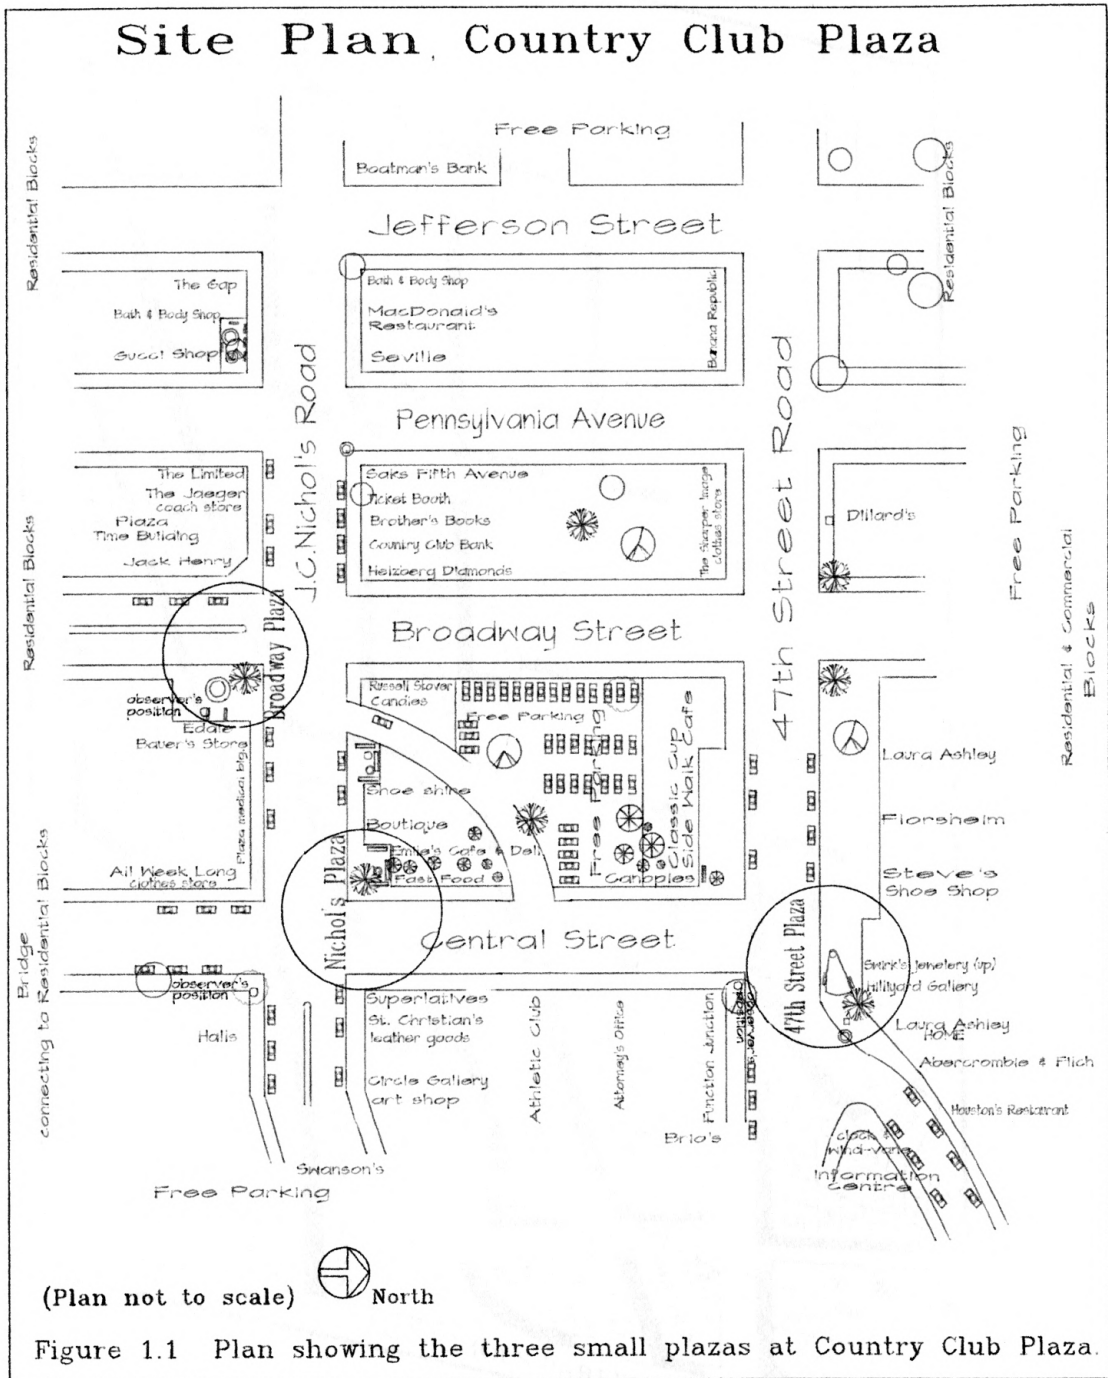 Site Plan, Country Club Plaza
Free Parking
Boatman's Bank
Residential Blocks
Residential Blocks
Jefferson Street
The Gap
Bath & Body Shop
Gucci Shop
Bath & Body Shop
MacDonald's
Restaurant
Seville
Banana Republic
J.C.Nichol's Road
47th Street Road
Pennsylvania Avenue
The Limited
The Jaeger
coach store
Plaza
Time Building
Jack Henry
Saks Fifth Avenue
Ticket Booth
Brother's Books
Country Club Bank
Helzberg Diamonds
The Sharper Image
clothes store
Dillard's
Free Parking
Residential Blocks
Residential & Commercial
Blocks
Broadway Plaza
Broadway Street
observer's
position
Eddie
Bauer's Store
Plaza medical blg.
All Week Long
clothes store
Russell Stover
Candies
Free Parking
Free Parking
Classic Cup
Side Walk Cafe
Shoe shine
Boutique
Emile's Cafe & Deli
Fast Food
Canopies
Laura Ashley
Florsheim
Steve's
Shoe Shop
Nichol's Plaza
Central Street
47th Street Plaza
Bridge
connecting to Residential Blocks
observer's
position
Halls
Superlatives
St. Christian's
leather goods
Circle Gallery
art shop
Athletic Club
Attorney's Office
Function Junction
observer's
position
Brio's
Swirk's Jewelery (up)
Hillyard Gallery
Laura Ashley
HOME
Abercrombie & Fiich
Houston's Restaurant
clock &
wind-vane
Information
Centre
Swanson's
Free Parking
(Plan not to scale)
North
Figure 1.1 Plan showing the three small plazas at Country Club Plaza.